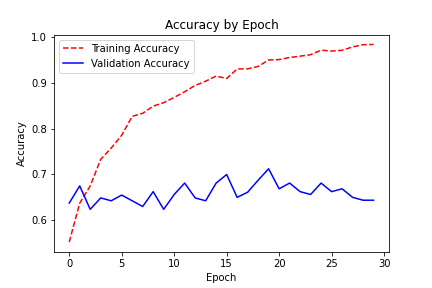 Accuracy by Epoch
Training Accuracy
Validation Accuracy
1.0
0.9
0.8
0.7
0.6
Accuracy
0 5 10 15 20 25 30
Epoch